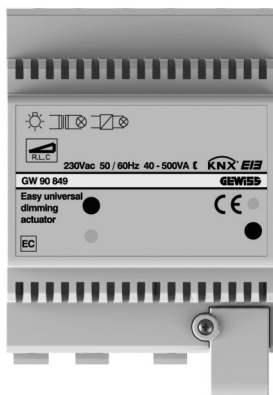 R,L,C
230Vac 50 / 60Hz 40 - 500VA KNX EIB
GW 90 849 GEWISS
Easy universal
dimming
actuator
CE
EC